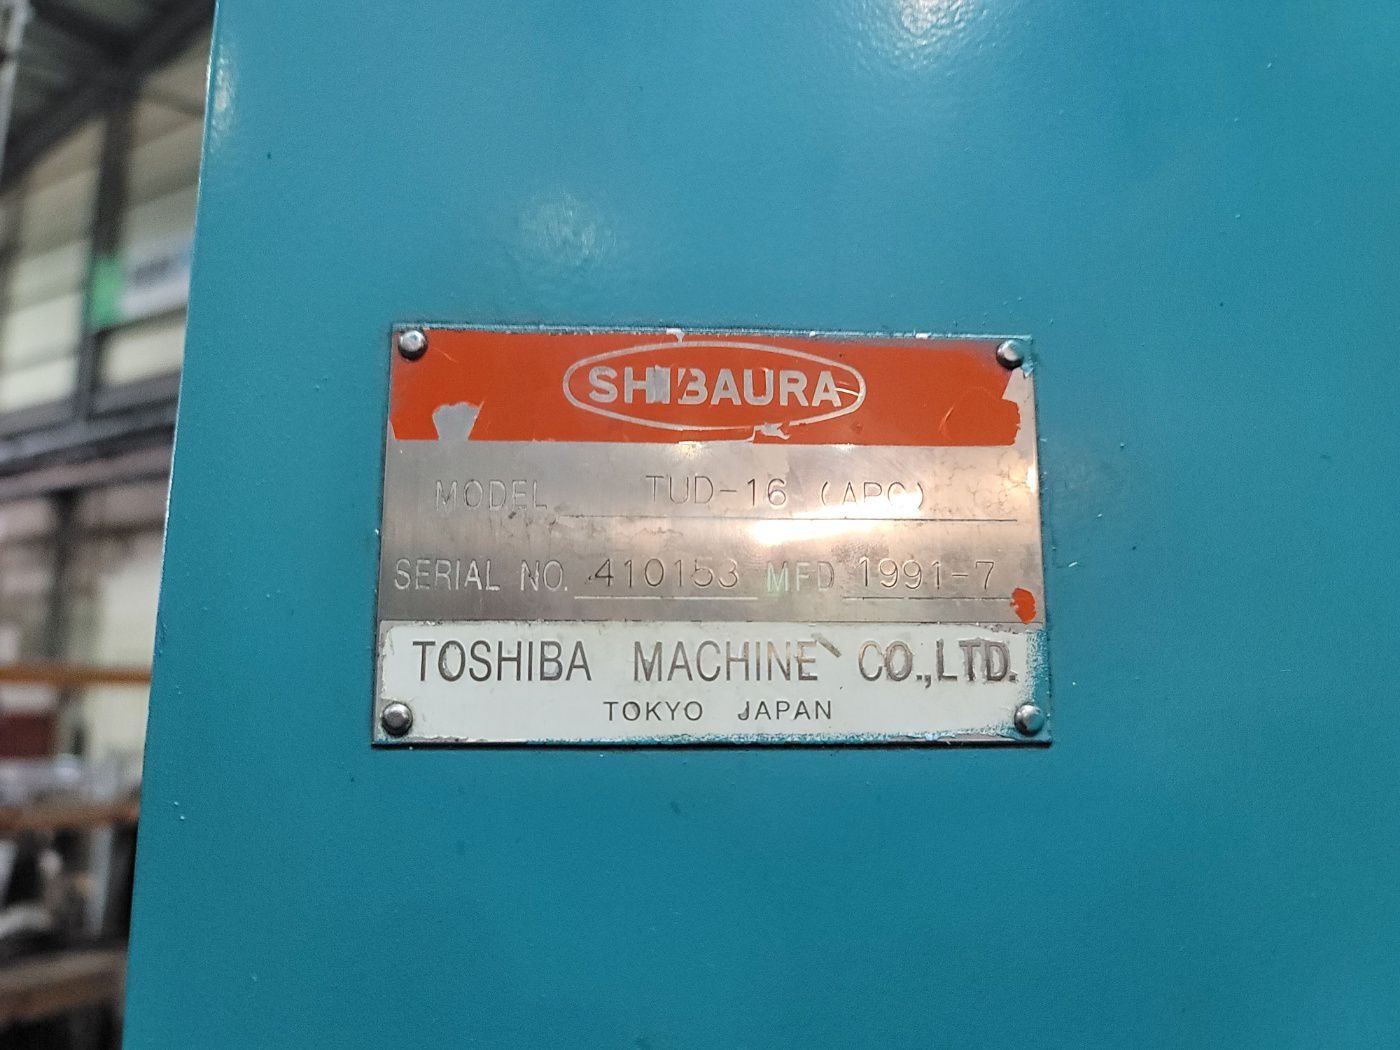 SHIBAURA
MODEL TUD-16 (APC)
SERIAL NO. 410153 MFD 1991-7
TOSHIBA MACHINE CO.,LTD.
TOKYO JAPAN